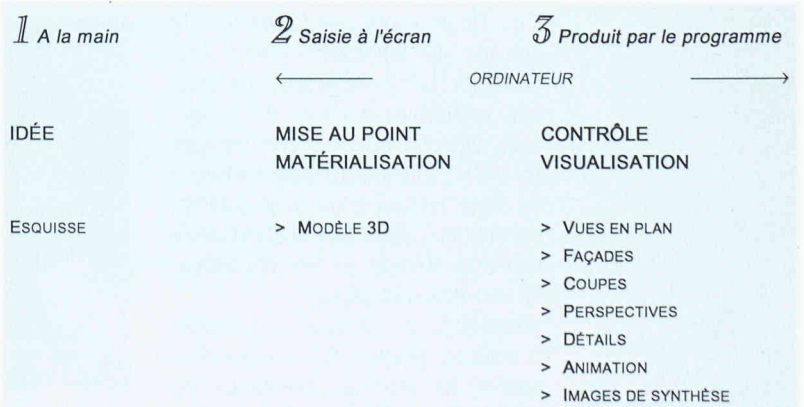 1 A la main 2 Saisie à l'écran 3 Produit par le programme
ORDINATEUR
IDÉE MISE AU POINT CONTRÔLE
MATÉRIALISATION VISUALISATION
ESQUISSE > MODÈLE 3D > VUES EN PLAN
> FAÇADES
> COUPES
> PERSPECTIVES
> DÉTAILS
> ANIMATION
> IMAGES DE SYNTHÈSE